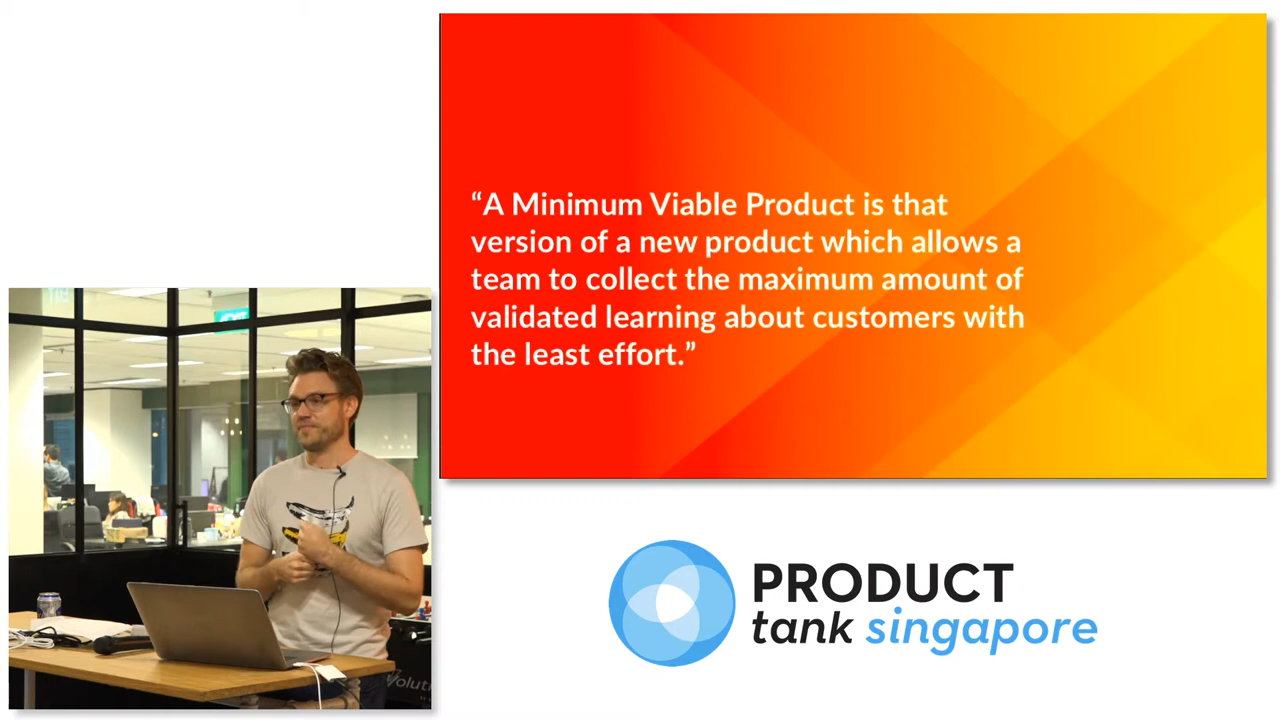 “A Minimum Viable Product is that
version of a new product which allows a
team to collect the maximum amount of
validated learning about customers with
the least effort.”
EXIT
PRODUCT
tank singapore